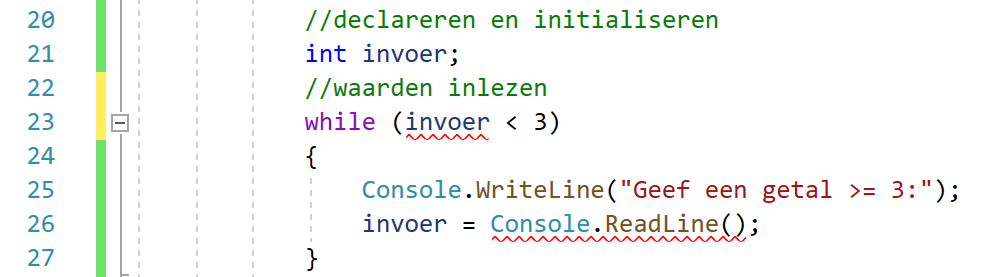 20 //declareren en initialiseren
21 int invoer;
22 //waarden inlezen
23 while (invoer < 3)
24 {
25 Console.WriteLine("Geef een getal >= 3:");
26 invoer = Console.ReadLine();
27 }